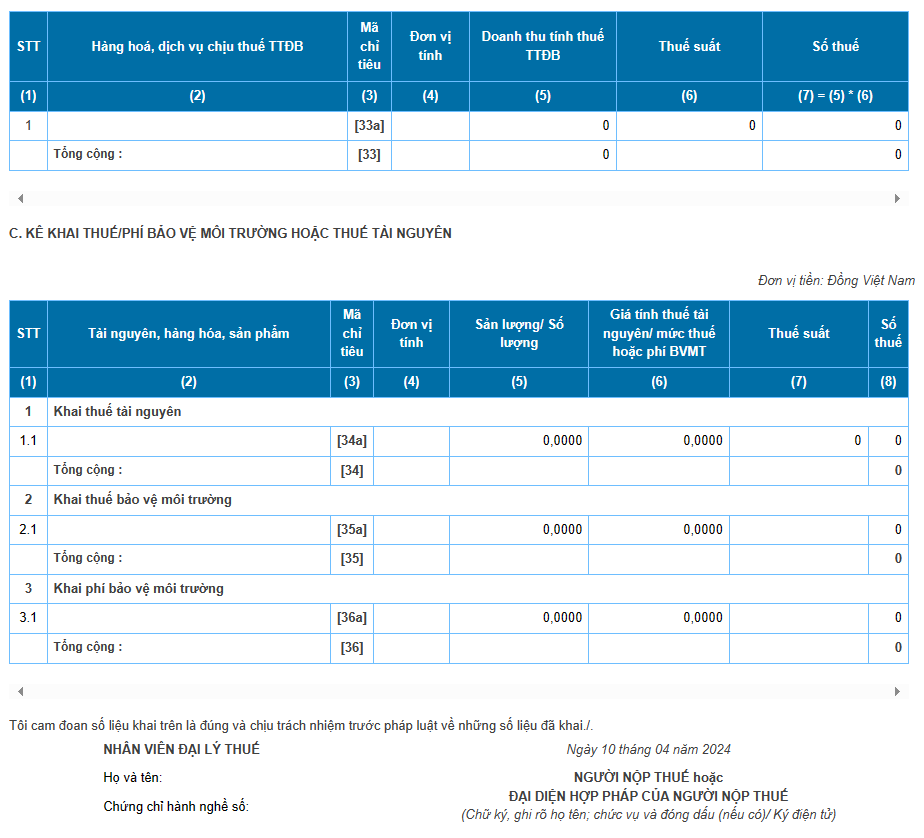 STT Hàng hoá, dịch vụ chịu thuế TTĐB Mã chỉ tiêu Đơn vị tính Doanh thu tính thuế TTĐB Thuế suất Số thuế
(1) (2) (3) (4) (5) (6) (7) = (5) * (6)
1 [33a] 0 0 0
Tổng cộng : [33] 0 0
C. KÊ KHAI THUẾ/PHÍ BẢO VỆ MÔI TRƯỜNG HOẶC THUẾ TÀI NGUYÊN
Đơn vị tiền: Đồng Việt Nam
STT Tài nguyên, hàng hóa, sản phẩm Mã chỉ tiêu Đơn vị tính Sản lượng/ Số lượng Giá tính thuế tài nguyên/ mức thuế hoặc phí BVMT Thuế suất Số thuế
(1) (2) (3) (4) (5) (6) (7) (8)
1 Khai thuế tài nguyên
1.1 [34a] 0,0000 0,0000 0 0
Tổng cộng : [34] 0
2 Khai thuế bảo vệ môi trường
2.1 [35a] 0,0000 0,0000 0
Tổng cộng : [35] 0
3 Khai phí bảo vệ môi trường
3.1 [36a] 0,0000 0,0000 0
Tổng cộng : [36] 0
Tôi cam đoan số liệu khai trên là đúng và chịu trách nhiệm trước pháp luật về những số liệu đã khai./.
NHÂN VIÊN ĐẠI LÝ THUẾ
Họ và tên:
Chứng chỉ hành nghề số:
Ngày 10 tháng 04 năm 2024
NGƯỜI NỘP THUẾ hoặc
ĐẠI DIỆN HỢP PHÁP CỦA NGƯỜI NỘP THUẾ
(Chữ ký, ghi rõ họ tên; chức vụ và đóng dấu (nếu có)/ Ký điện tử)